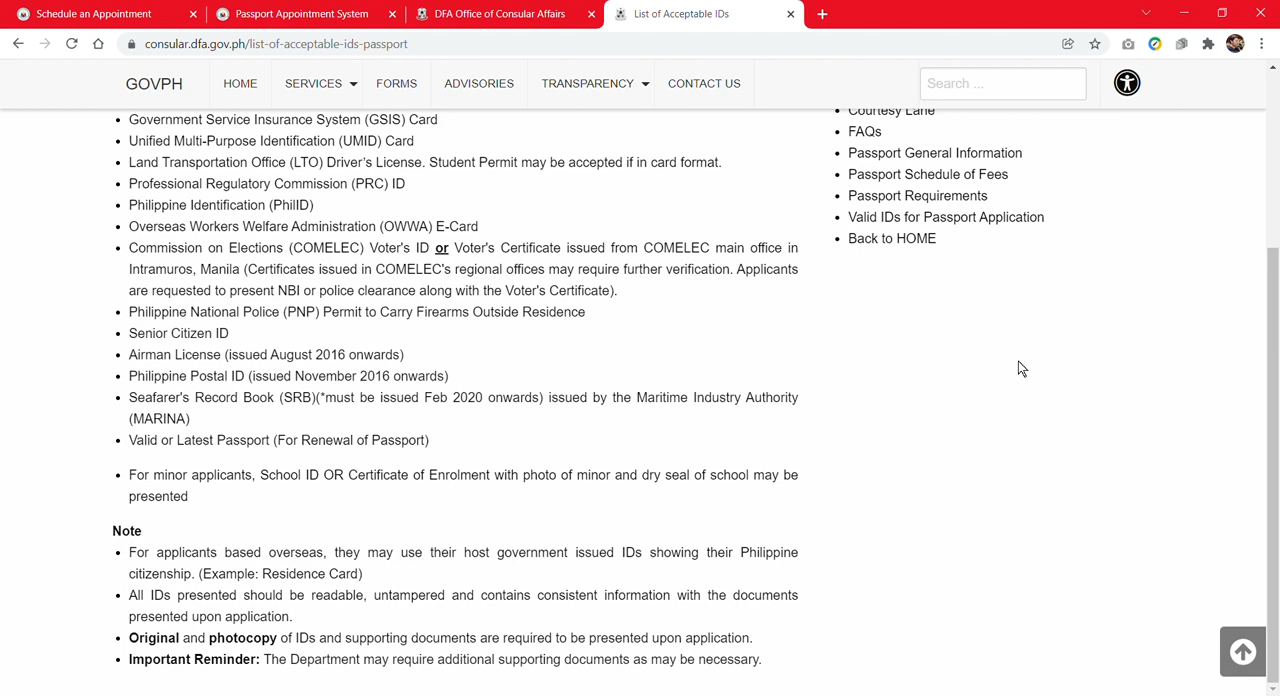 Schedule an Appointment
Passport Appointment System
DFA Office of Consular Affairs
List of Acceptable IDs
consular.dfa.gov.ph/list-of-acceptable-ids-passport
GOVPH
HOME
SERVICES
FORMS
ADVISORIES
TRANSPARENCY
CONTACT US
Search ...
• Government Service Insurance System (GSIS) Card
• Unified Multi-Purpose Identification (UMID) Card
• Land Transportation Office (LTO) Driver's License. Student Permit may be accepted if in card format.
• Professional Regulatory Commission (PRC) ID
• Philippine Identification (PhilID)
• Overseas Workers Welfare Administration (OWWA) E-Card
• Commission on Elections (COMELEC) Voter's ID or Voter's Certificate issued from COMELEC main office in
Intramuros, Manila (Certificates issued in COMELEC's regional offices may require further verification. Applicants
are requested to present NBI or police clearance along with the Voter's Certificate).
• Philippine National Police (PNP) Permit to Carry Firearms Outside Residence
• Senior Citizen ID
• Airman License (issued August 2016 onwards)
• Philippine Postal ID (issued November 2016 onwards)
• Seafarer's Record Book (SRB)(*must be issued Feb 2020 onwards) issued by the Maritime Industry Authority
(MARINA)
• Valid or Latest Passport (For Renewal of Passport)
• For minor applicants, School ID OR Certificate of Enrolment with photo of minor and dry seal of school may be
presented
Note
• For applicants based overseas, they may use their host government issued IDs showing their Philippine
citizenship. (Example: Residence Card)
• All IDs presented should be readable, untampered and contains consistent information with the documents
presented upon application.
• Original and photocopy of IDs and supporting documents are required to be presented upon application.
• Important Reminder: The Department may require additional supporting documents as may be necessary.
• Courtesy Lane
• FAQs
• Passport General Information
• Passport Schedule of Fees
• Passport Requirements
• Valid IDs for Passport Application
• Back to HOME